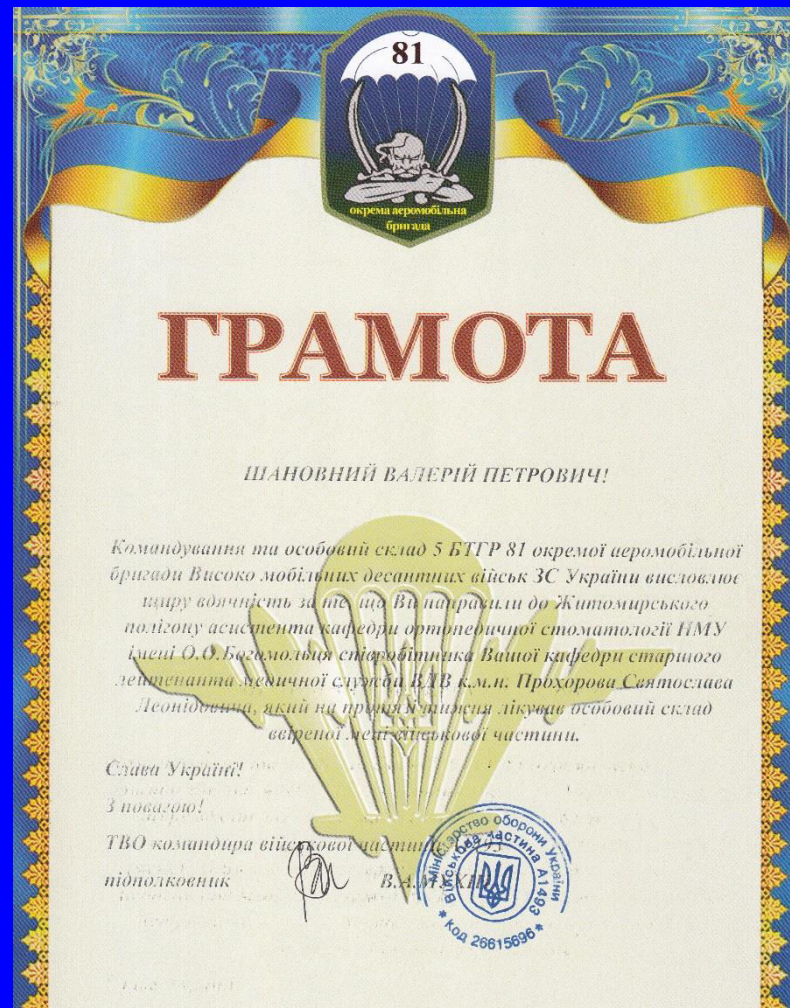 81
окрема аеромобільна
бригада
ГРАМОТА
ШАНОВНИЙ ВАЛЕРІЙ ПЕТРОВИЧ!
Командування та особовий склад 5 БТГР 81 окремої аеромобільної
бригади Високо мобільних десантних військ ЗС України висловлює
щиру вдячність за те, що Ви направили до Житомирського
полігону асистента кафедри ортопедичної стоматології НМУ
імені О.О.Богомольця співробітника Вашої кафедри старшого
лейтенанта медичної служби ВДВ к.м.н. Прохорова Святослава
Леонідовича, який на протязі тижня лікував особовий склад
ввіреної мені військової частини.
Слава Україні!
З повагою!
ТВО командира військової частини
підполковник В.А.
Міністерство оборони України
Військова частина А1493
* Код 26615696 *